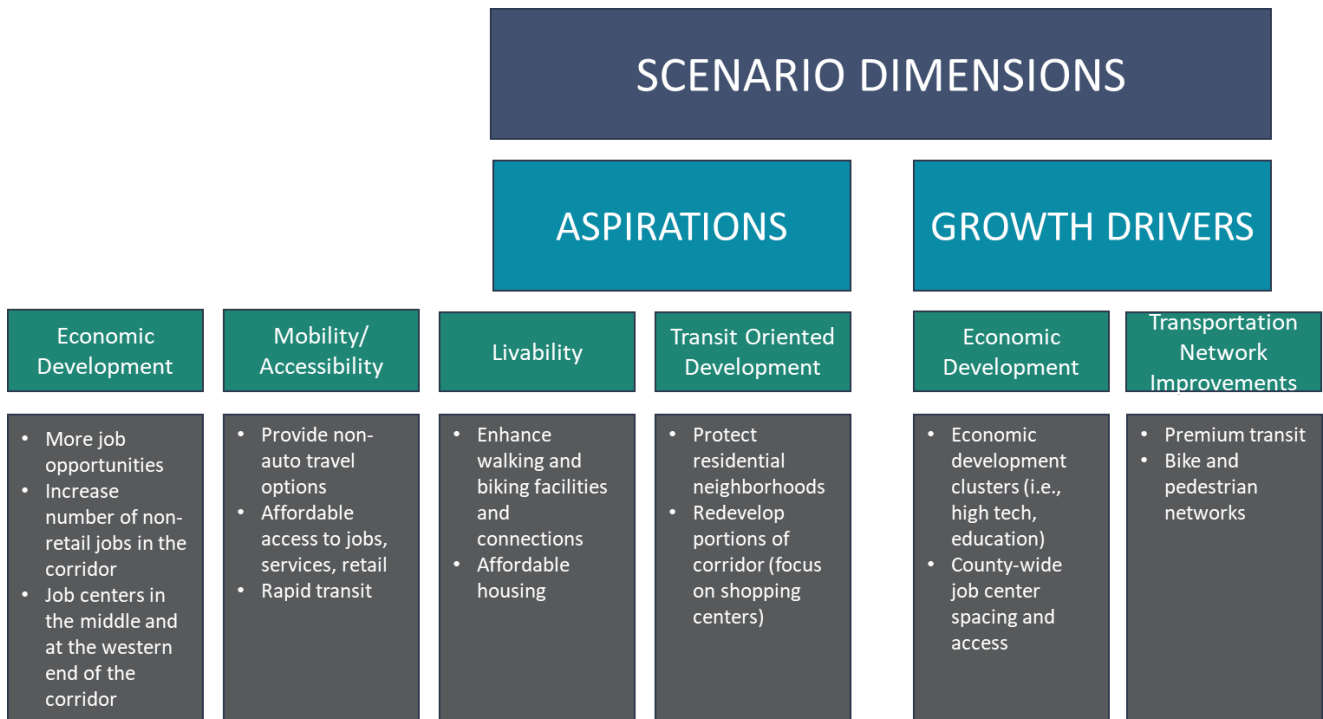 SCENARIO DIMENSIONS
ASPIRATIONS
GROWTH DRIVERS
Economic
Development
Mobility/
Accessibility
Livability
Transit Oriented
Development
Economic
Development
Transportation
Network
Improvements
• More job
opportunities
• Increase
number of non-
retail jobs in the
corridor
• Job centers in
the middle and
at the western
end of the
corridor
• Provide non-
auto travel
options
• Affordable
access to jobs,
services, retail
• Rapid transit
• Enhance
walking and
biking facilities
and
connections
• Affordable
housing
• Protect
residential
neighborhoods
• Redevelop
portions of
corridor (focus
on shopping
centers)
• Economic
development
clusters (i.e.,
high tech,
education)
• County-wide
job center
spacing and
access
• Premium transit
• Bike and
pedestrian
networks